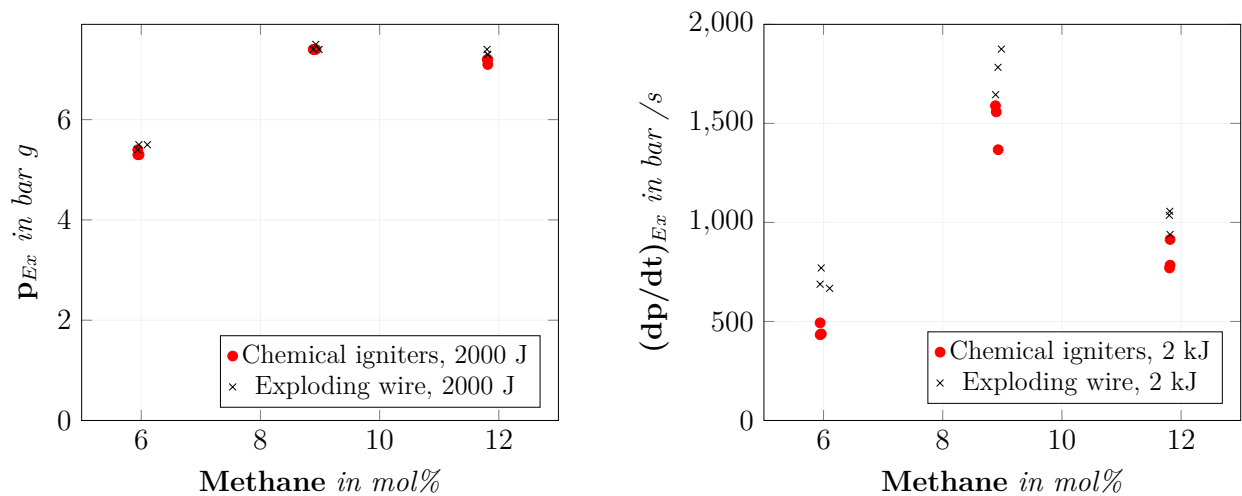 6
4
2
0
6
8
10
12
p_Ex in bar g
Methane in mol%
Chemical igniters, 2000 J
Exploding wire, 2000 J
2,000
1,500
1,000
500
0
6
8
10
12
(dp/dt)_Ex in bar /s
Methane in mol%
Chemical igniters, 2 kJ
Exploding wire, 2 kJ